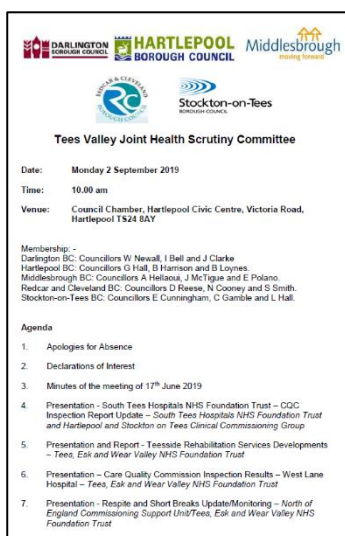 DARLINGTON
BOROUGH COUNCIL
HARTLEPOOL
BOROUGH COUNCIL
Middlesbrough
moving forward
REDCAR & CLEVELAND
BOROUGH COUNCIL
Stockton-on-Tees
BOROUGH COUNCIL
Tees Valley Joint Health Scrutiny Committee
Date: Monday 2 September 2019
Time: 10.00 am
Venue: Council Chamber, Hartlepool Civic Centre, Victoria Road,
Hartlepool TS24 8AY
Membership: -
Darlington BC: Councillors W Newall, I Bell and J Clarke
Hartlepool BC: Councillors G Hall, B Harrison and B Loynes.
Middlesbrough BC: Councillors A Hellaoui, J McTigue and E Polano.
Redcar and Cleveland BC: Councillors D Reese, N Cooney and S Smith.
Stockton-on-Tees BC: Councillors E Cunningham, C Gamble and L Hall.
Agenda
1. Apologies for Absence
2. Declarations of Interest
3. Minutes of the meeting of 17th June 2019
4. Presentation - South Tees Hospitals NHS Foundation Trust – CQC
Inspection Report Update – South Tees Hospitals NHS Foundation Trust
and Hartlepool and Stockton on Tees Clinical Commissioning Group
5. Presentation and Report - Teesside Rehabilitation Services Developments
– Tees, Esk and Wear Valley NHS Foundation Trust
6. Presentation – Care Quality Commission Inspection Results – West Lane
Hospital – Tees, Esk and Wear Valley NHS Foundation Trust
7. Presentation - Respite and Short Breaks Update/Monitoring – North of
England Commissioning Support Unit/Tees, Esk and Wear Valley NHS
Foundation Trust